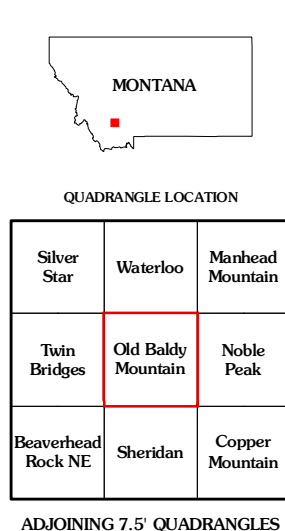 MONTANA
QUADRANGLE LOCATION
Silver
Star
Waterloo
Manhead
Mountain
Twin
Bridges
Old Baldy
Mountain
Noble
Peak
Beaverhead
Rock NE
Sheridan
Copper
Mountain
ADJOINING 7.5' QUADRANGLES